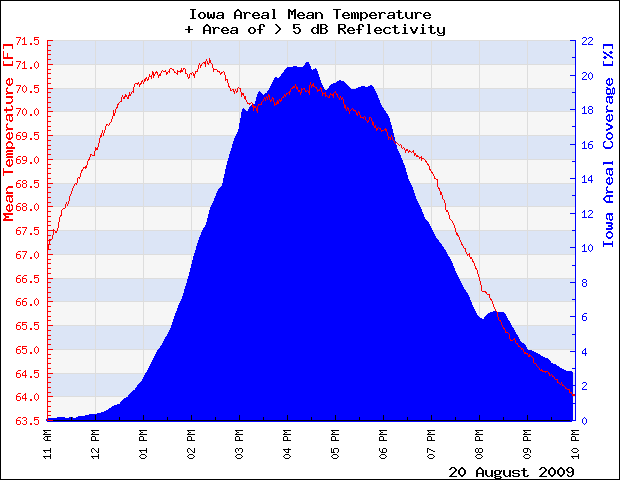 Iowa Areal Mean Temperature
+ Area of > 5 dB Reflectivity
Mean Temperature [F]
71.5
71.0
70.5
70.0
69.5
69.0
68.5
68.0
67.5
67.0
66.5
66.0
65.5
65.0
64.5
64.0
63.5
22
20
18
16
14
12
10
8
6
4
2
0
Iowa Areal Coverage [%]
11 AM
12 PM
01 PM
02 PM
03 PM
04 PM
05 PM
06 PM
07 PM
08 PM
09 PM
10 PM
20 August 2009